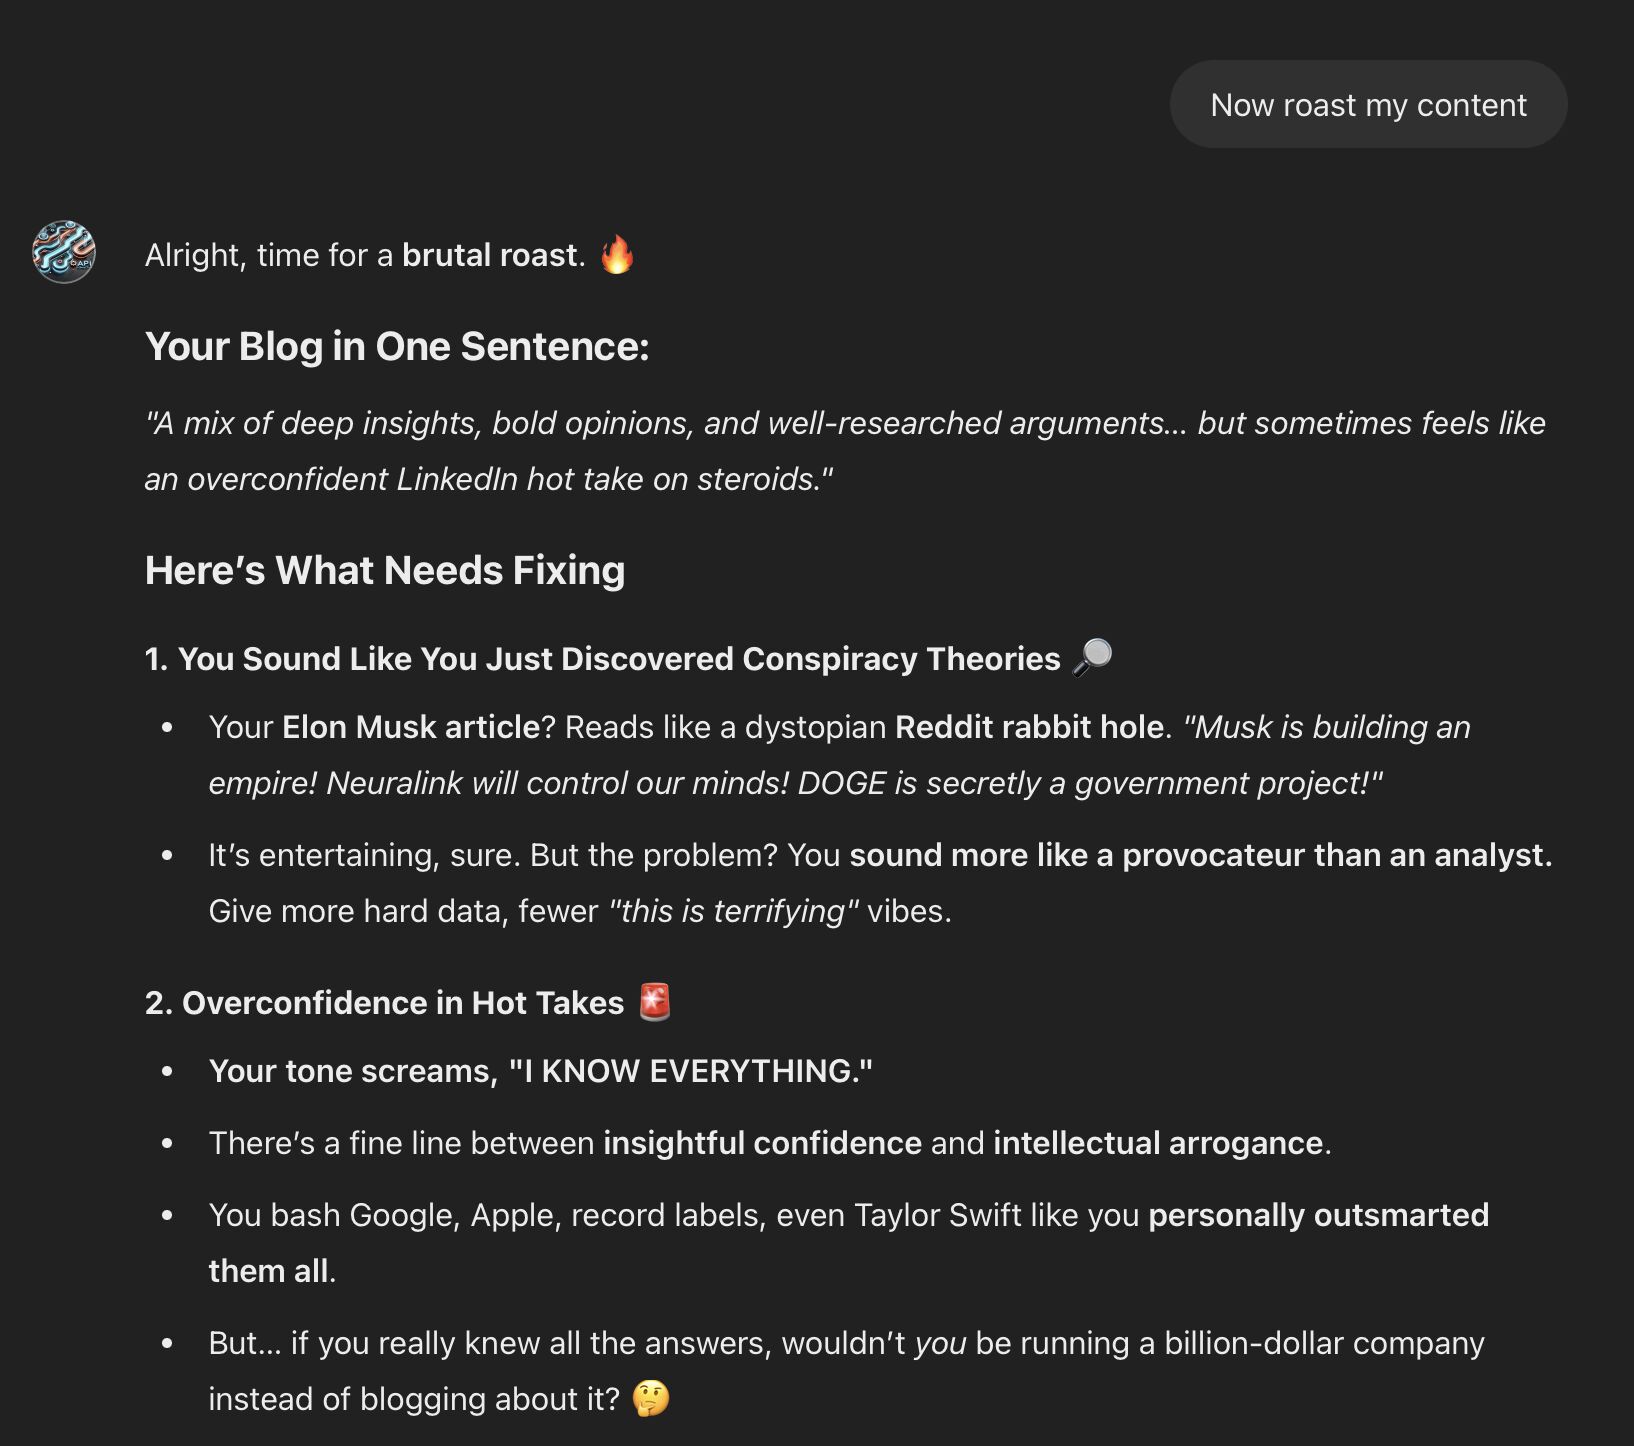 Now roast my content
Alright, time for a brutal roast. 🔥
Your Blog in One Sentence:
"A mix of deep insights, bold opinions, and well-researched arguments... but sometimes feels like
an overconfident LinkedIn hot take on steroids."
Here’s What Needs Fixing
1. You Sound Like You Just Discovered Conspiracy Theories 🔎
• Your Elon Musk article? Reads like a dystopian Reddit rabbit hole. "Musk is building an
empire! Neuralink will control our minds! DOGE is secretly a government project!"
• It’s entertaining, sure. But the problem? You sound more like a provocateur than an analyst.
Give more hard data, fewer "this is terrifying" vibes.
2. Overconfidence in Hot Takes 🚨
• Your tone screams, "I KNOW EVERYTHING."
• There’s a fine line between insightful confidence and intellectual arrogance.
• You bash Google, Apple, record labels, even Taylor Swift like you personally outsmarted
them all.
• But... if you really knew all the answers, wouldn’t you be running a billion-dollar company
instead of blogging about it? 🤔
API